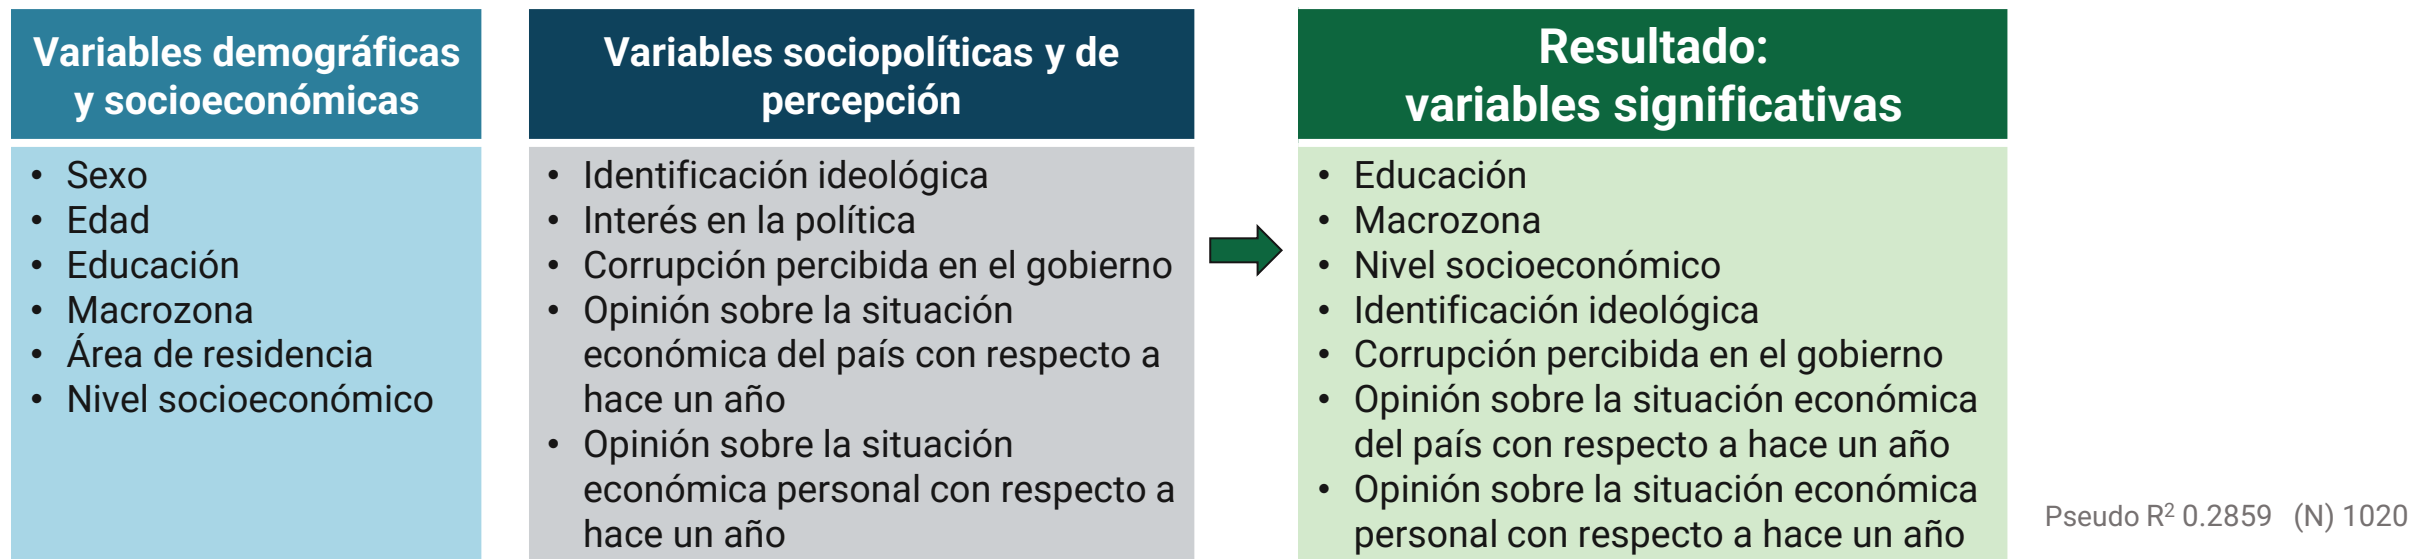 Variables demográficas
y socioeconómicas
• Sexo
• Edad
• Educación
• Macrozona
• Área de residencia
• Nivel socioeconómico
Variables sociopolíticas y de
percepción
• Identificación ideológica
• Interés en la política
• Corrupción percibida en el gobierno
• Opinión sobre la situación
económica del país con respecto a
hace un año
• Opinión sobre la situación
económica personal con respecto a
hace un año
Resultado:
variables significativas
• Educación
• Macrozona
• Nivel socioeconómico
• Identificación ideológica
• Corrupción percibida en el gobierno
• Opinión sobre la situación económica
del país con respecto a hace un año
• Opinión sobre la situación económica
personal con respecto a hace un año
Pseudo R² 0.2859 (N) 1020